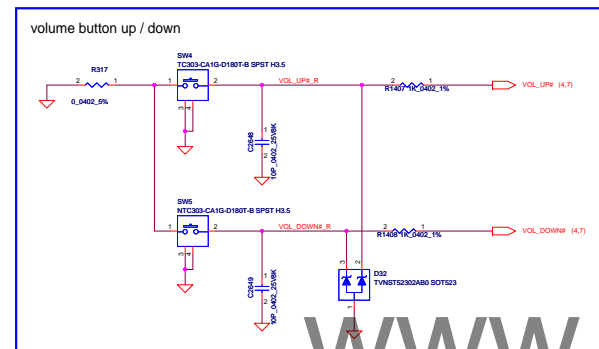 volume button up / down
SW4
TC303-CA1G-D180T-B SPST H3.5
R317
2 1
1 2
VOL_UP#_R
2 1
VOL_UP# (4,7)
0_0402_5%
R1407 1K_0402_1%
3
4
1
C2648
2
10P_0402_25V8K
SW5
NTC303-CA1G-D180T-B SPST H3.5
1 2
VOL_DOWN#_R
2 1
VOL_DOWN# (4,7)
R1408 1K_0402_1%
3
4
3 2
1
C2649
2
10P_0402_25V8K
D32
TVNST52302AB0 SOT523
1
WWW